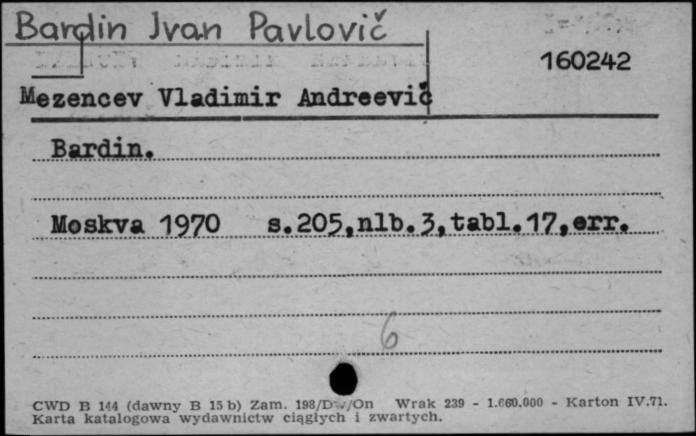 Bardin Ivan Pavlovič
160242
Mezencev Vladimir Andreevič
Bardin.
Moskva 1970 s.205,nlb.3,tabl.17,err.
6
CWD B 144 (dawny B 15 b) Zam. 198/Dw/On Wrak 239 - 1.660.000 - Karton IV.71.
Karta katalogowa wydawnictw ciągłych i zwartych.